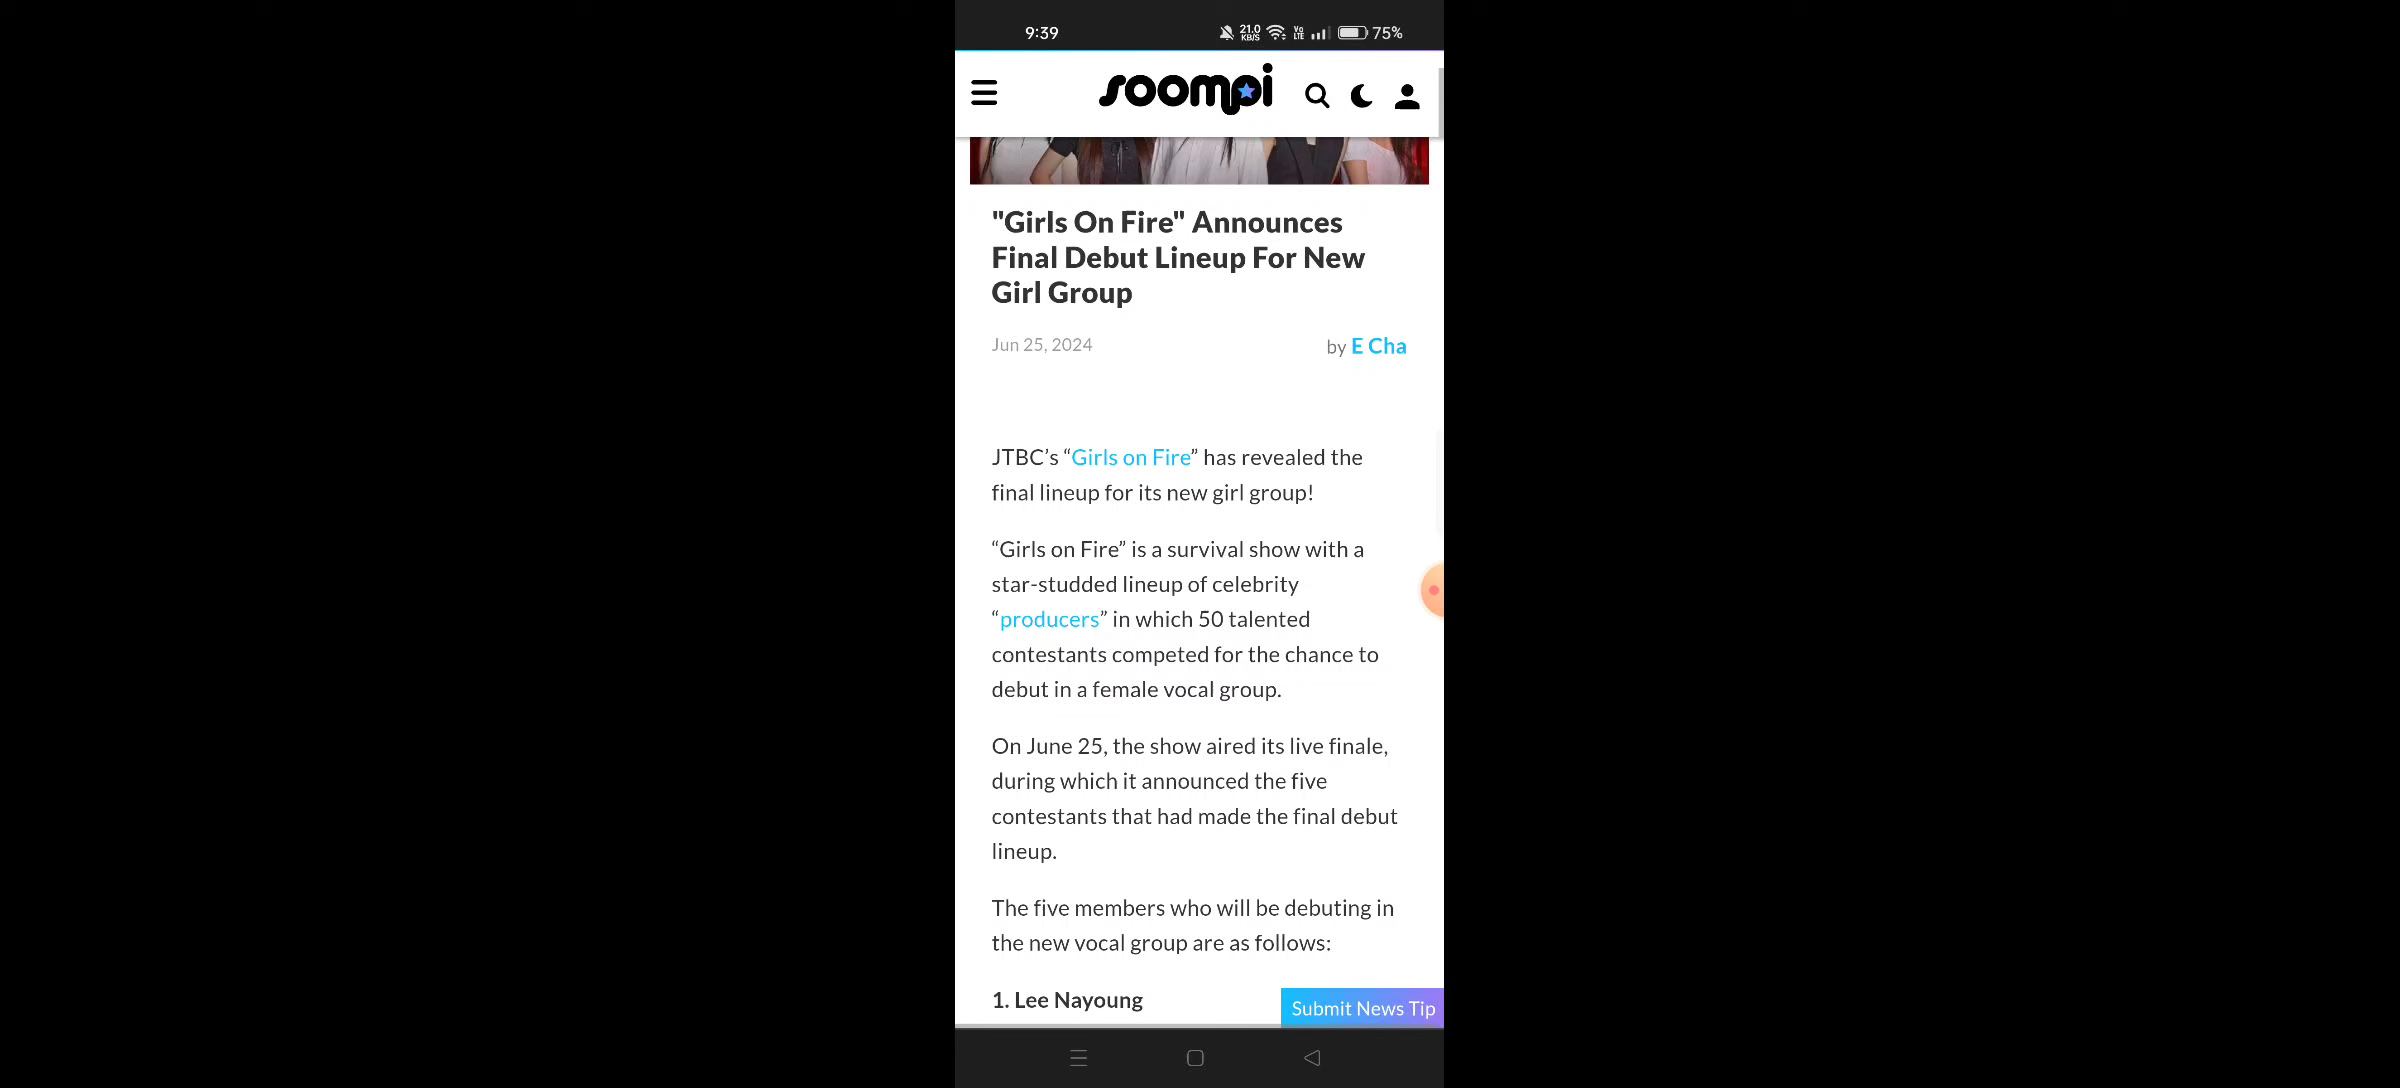 9:39 21.0 KB/S Vo LTE 75%
soompi
"Girls On Fire" Announces
Final Debut Lineup For New
Girl Group
Jun 25, 2024 by E Cha
JTBC’s “Girls on Fire” has revealed the
final lineup for its new girl group!
“Girls on Fire” is a survival show with a
star-studded lineup of celebrity
“producers” in which 50 talented
contestants competed for the chance to
debut in a female vocal group.
On June 25, the show aired its live finale,
during which it announced the five
contestants that had made the final debut
lineup.
The five members who will be debuting in
the new vocal group are as follows:
1. Lee Nayoung
Submit News Tip